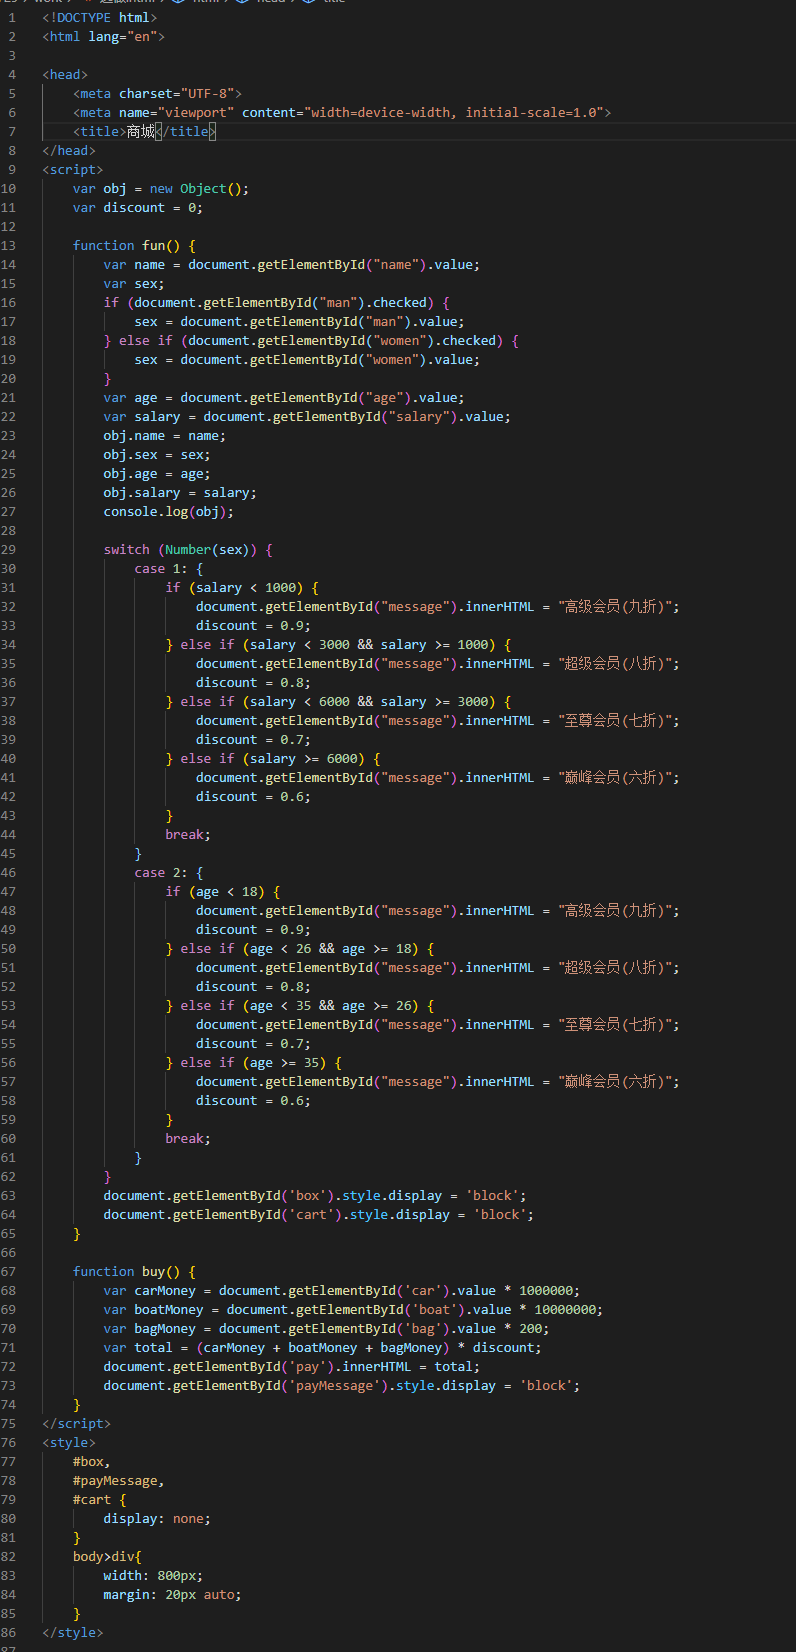 1 <!DOCTYPE html>
2 <html lang="en">
3
4 <head>
5     <meta charset="UTF-8">
6     <meta name="viewport" content="width=device-width, initial-scale=1.0">
7     <title>商城</title>
8 </head>
9 <script>
10     var obj = new Object();
11     var discount = 0;
12
13     function fun() {
14         var name = document.getElementById("name").value;
15         var sex;
16         if (document.getElementById("man").checked) {
17             sex = document.getElementById("man").value;
18         } else if (document.getElementById("women").checked) {
19             sex = document.getElementById("women").value;
20         }
21         var age = document.getElementById("age").value;
22         var salary = document.getElementById("salary").value;
23         obj.name = name;
24         obj.sex = sex;
25         obj.age = age;
26         obj.salary = salary;
27         console.log(obj);
28
29         switch (Number(sex)) {
30             case 1: {
31                 if (salary < 1000) {
32                     document.getElementById("message").innerHTML = "高级会员(九折)";
33                     discount = 0.9;
34                 } else if (salary < 3000 && salary >= 1000) {
35                     document.getElementById("message").innerHTML = "超级会员(八折)";
36                     discount = 0.8;
37                 } else if (salary < 6000 && salary >= 3000) {
38                     document.getElementById("message").innerHTML = "至尊会员(七折)";
39                     discount = 0.7;
40                 } else if (salary >= 6000) {
41                     document.getElementById("message").innerHTML = "巅峰会员(六折)";
42                     discount = 0.6;
43                 }
44                 break;
45             }
46             case 2: {
47                 if (age < 18) {
48                     document.getElementById("message").innerHTML = "高级会员(九折)";
49                     discount = 0.9;
50                 } else if (age < 26 && age >= 18) {
51                     document.getElementById("message").innerHTML = "超级会员(八折)";
52                     discount = 0.8;
53                 } else if (age < 35 && age >= 26) {
54                     document.getElementById("message").innerHTML = "至尊会员(七折)";
55                     discount = 0.7;
56                 } else if (age >= 35) {
57                     document.getElementById("message").innerHTML = "巅峰会员(六折)";
58                     discount = 0.6;
59                 }
60                 break;
61             }
62         }
63         document.getElementById('box').style.display = 'block';
64         document.getElementById('cart').style.display = 'block';
65     }
66
67     function buy() {
68         var carMoney = document.getElementById('car').value * 1000000;
69         var boatMoney = document.getElementById('boat').value * 10000000;
70         var bagMoney = document.getElementById('bag').value * 200;
71         var total = (carMoney + boatMoney + bagMoney) * discount;
72         document.getElementById('pay').innerHTML = total;
73         document.getElementById('payMessage').style.display = 'block';
74     }
75 </script>
76 <style>
77     #box,
78     #payMessage,
79     #cart {
80         display: none;
81     }
82     body>div{
83         width: 800px;
84         margin: 20px auto;
85     }
86 </style>